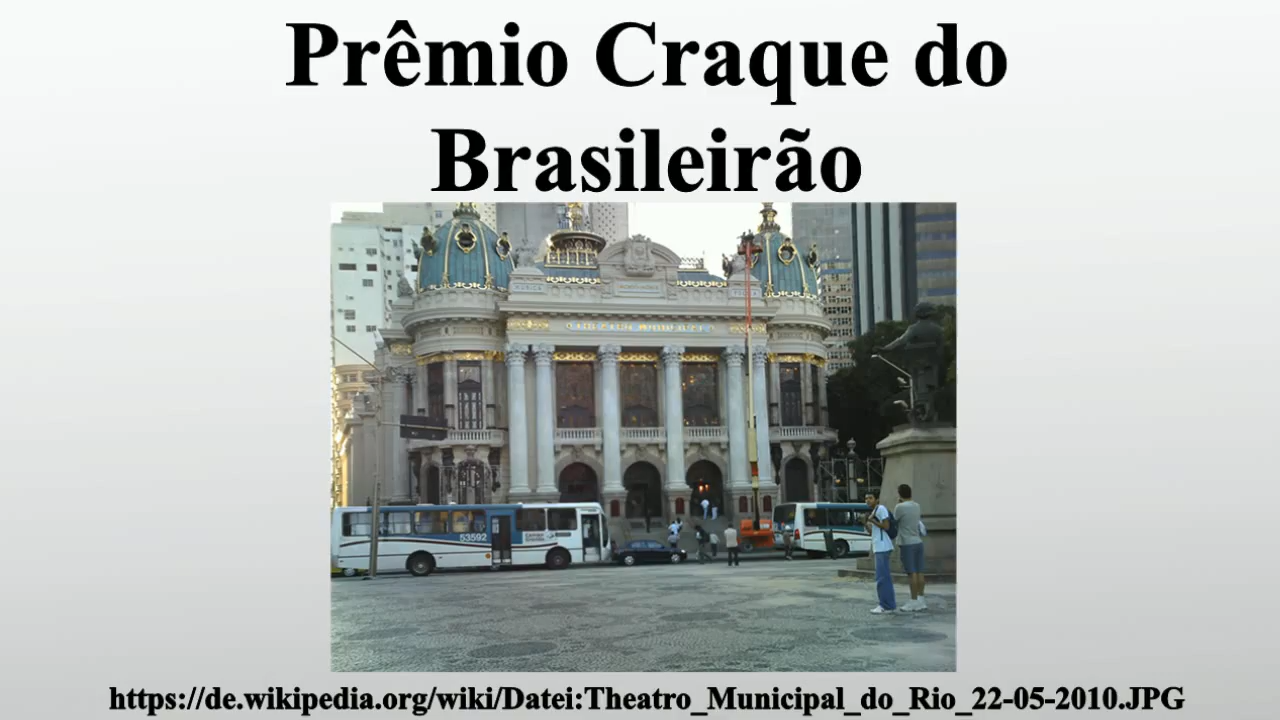 Prêmio Craque do
Brasileirão
53592
https://de.wikipedia.org/wiki/Datei:Theatro_Municipal_do_Rio_22-05-2010.JPG